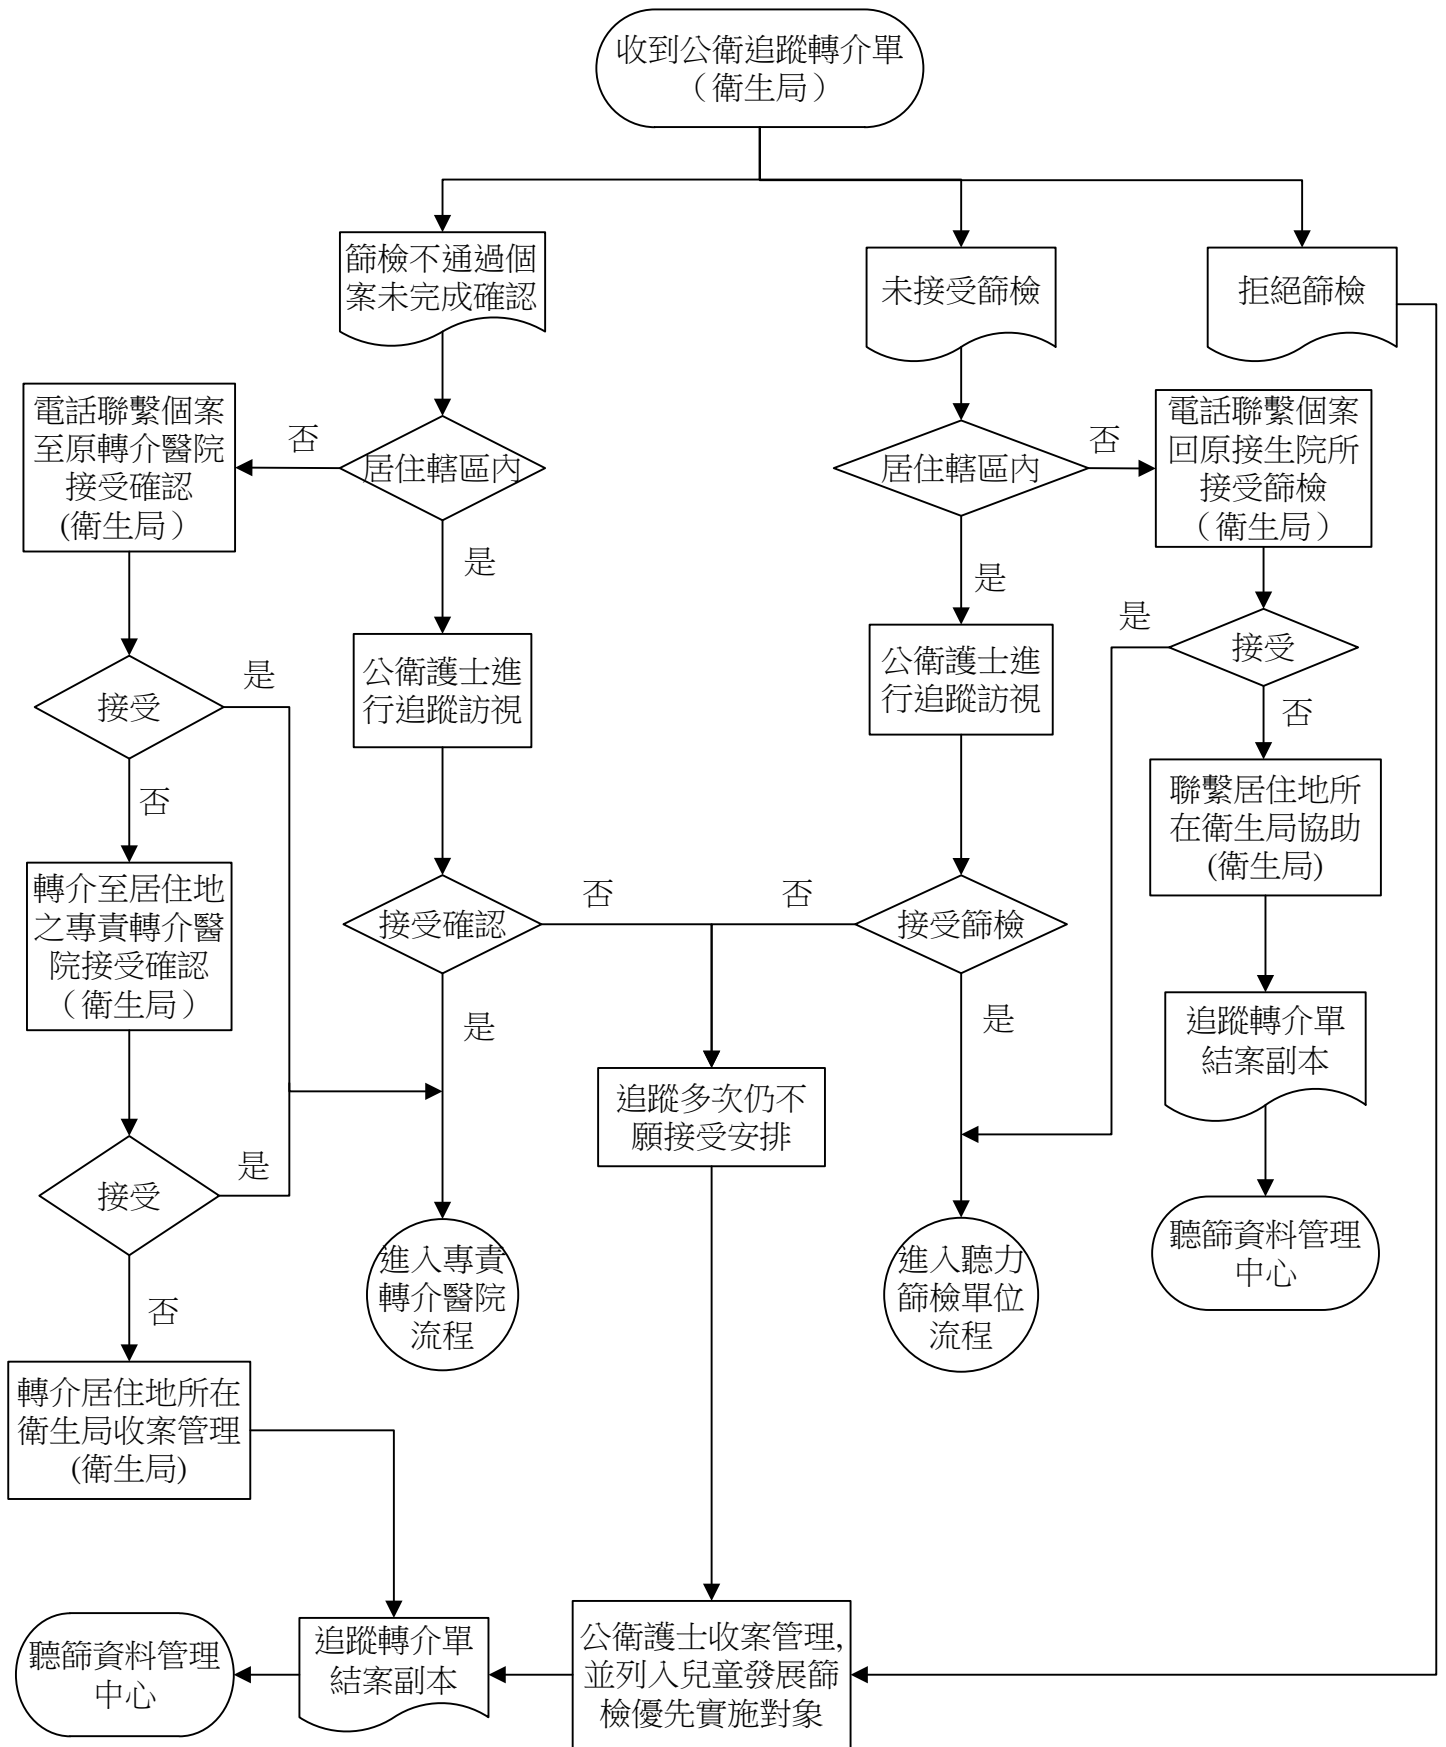 收到公衛追蹤轉介單
（衛生局）
篩檢不通過個
案未完成確認
未接受篩檢
拒絕篩檢
電話聯繫個案
至原轉介醫院
接受確認
(衛生局）
否
居住轄區內
是
居住轄區內
否
是
電話聯繫個案
回原接生院所
接受篩檢
（衛生局）
接受
是
否
公衛護士進
行追蹤訪視
公衛護士進
行追蹤訪視
是
接受
否
轉介至居住地
之專責轉介醫
院接受確認
（衛生局）
接受確認
否
是
否
接受篩檢
是
聯繫居住地所
在衛生局協助
(衛生局)
追蹤轉介單
結案副本
追蹤多次仍不
願接受安排
接受
是
否
進入專責
轉介醫院
流程
進入聽力
篩檢單位
流程
聽篩資料管理
中心
轉介居住地所在
衛生局收案管理
(衛生局)
聽篩資料管理
中心
追蹤轉介單
結案副本
公衛護士收案管理,
並列入兒童發展篩
檢優先實施對象